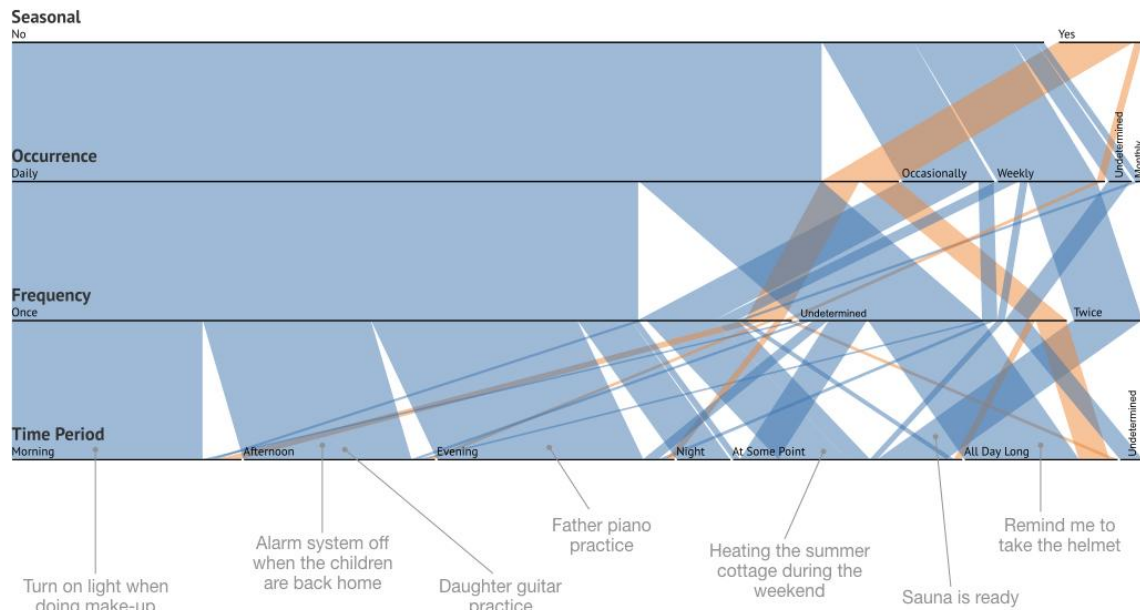 Seasonal
No
Yes
Occurrence
Daily
Occasionally
Weekly
Undetermined
Monthly
Frequency
Once
Undetermined
Twice
Time Period
Morning
Afternoon
Evening
Night
At Some Point
All Day Long
Undetermined
Turn on light when
doing make-up
Alarm system off
when the children
are back home
Daughter guitar
practice
Father piano
practice
Heating the summer
cottage during the
weekend
Sauna is ready
Remind me to
take the helmet